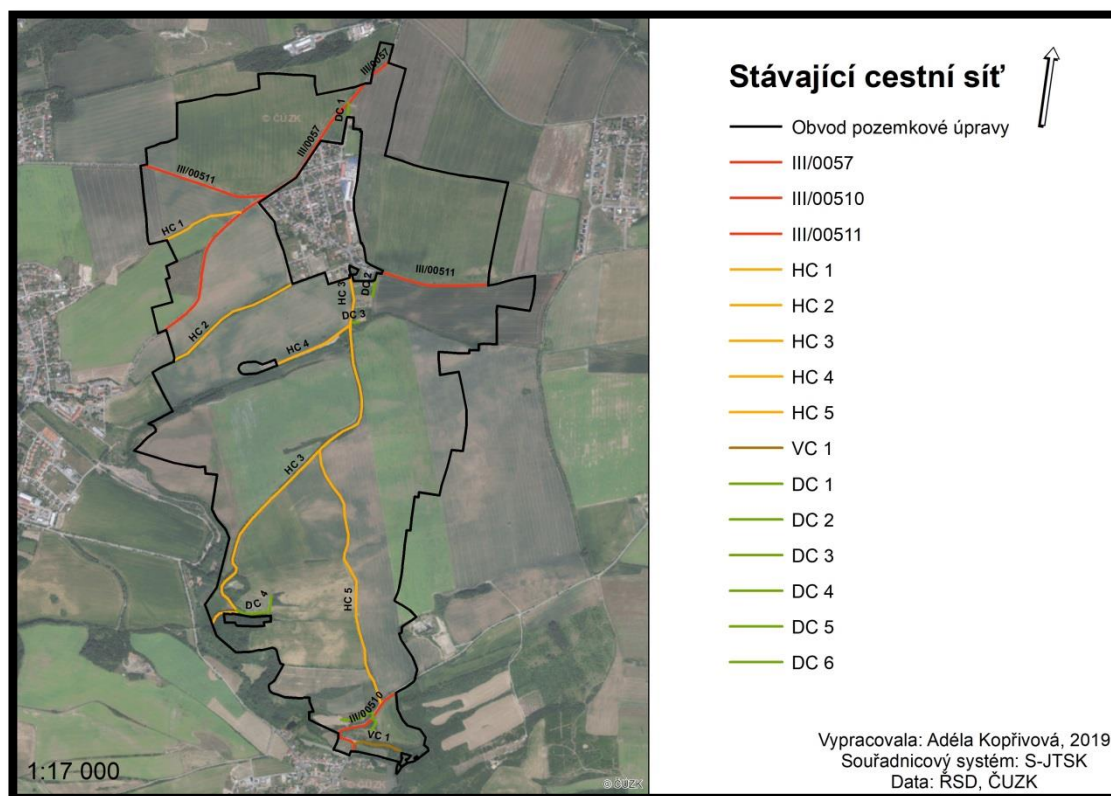 III/0057
DC 1
© ČÚZK
III/0057
III/00511
HC 1
III/00511
DC 2
HC 3
HC 2
DC 3
HC 4
HC 3
DC 4
HC 5
III/00510
VC 1
1:17 000
© ČÚZK
Stávající cestní síť
Obvod pozemkové úpravy
III/0057
III/00510
III/00511
HC 1
HC 2
HC 3
HC 4
HC 5
VC 1
DC 1
DC 2
DC 3
DC 4
DC 5
DC 6
Vypracovala: Adéla Kopřivová, 2019
Souřadnicový systém: S-JTSK
Data: ŘSD, ČUZK